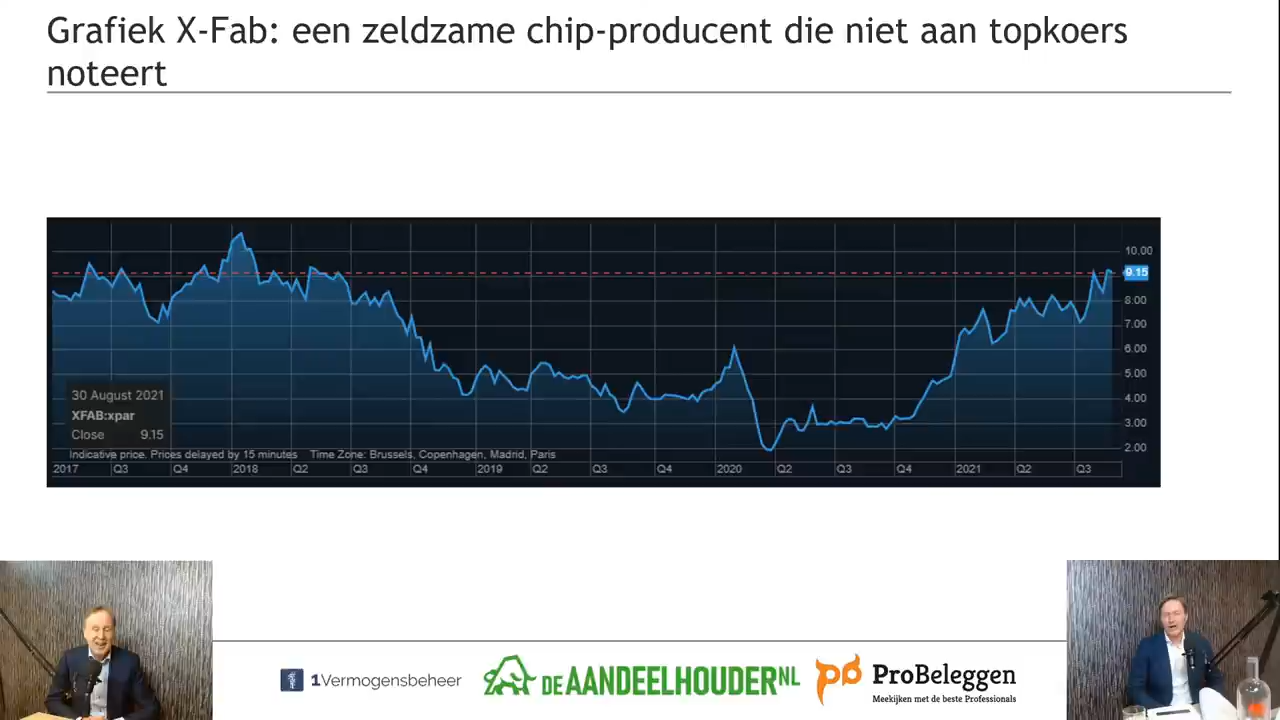 Grafiek X-Fab: een zeldzame chip-producent die niet aan topkoers
noteert
10.00
9.15
8.00
7.00
6.00
5.00
4.00
3.00
2.00
30 August 2021
XFAB:xpar
Close 9.15
Indicative price. Prices delayed by 15 minutes Time Zone: Brussels, Copenhagen, Madrid, Paris
2017 Q3 Q4 2018 Q2 Q3 Q4 2019 Q2 Q3 Q4 2020 Q2 Q3 Q4 2021 Q2 Q3
1Vermogensbeheer
DEAANDEELHOUDERNL
ProBeleggen
Meekijken met de beste Professionals